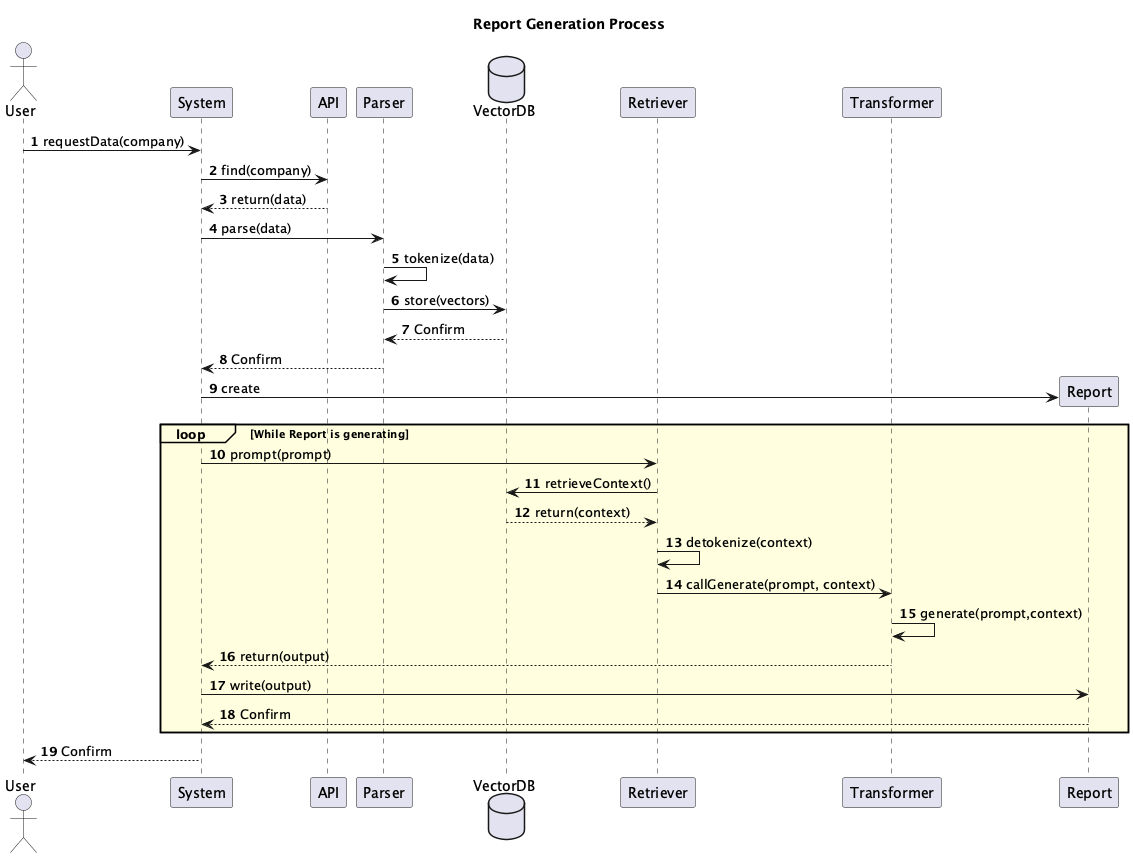 Report Generation Process
User
System
API
Parser
VectorDB
Retriever
Transformer
1 requestData(company)
2 find(company)
3 return(data)
4 parse(data)
5 tokenize(data)
6 store(vectors)
7 Confirm
8 Confirm
9 create
Report
loop [While Report is generating]
10 prompt(prompt)
11 retrieveContext()
12 return(context)
13 detokenize(context)
14 callGenerate(prompt, context)
15 generate(prompt,context)
16 return(output)
17 write(output)
18 Confirm
19 Confirm
User
System
API
Parser
VectorDB
Retriever
Transformer
Report